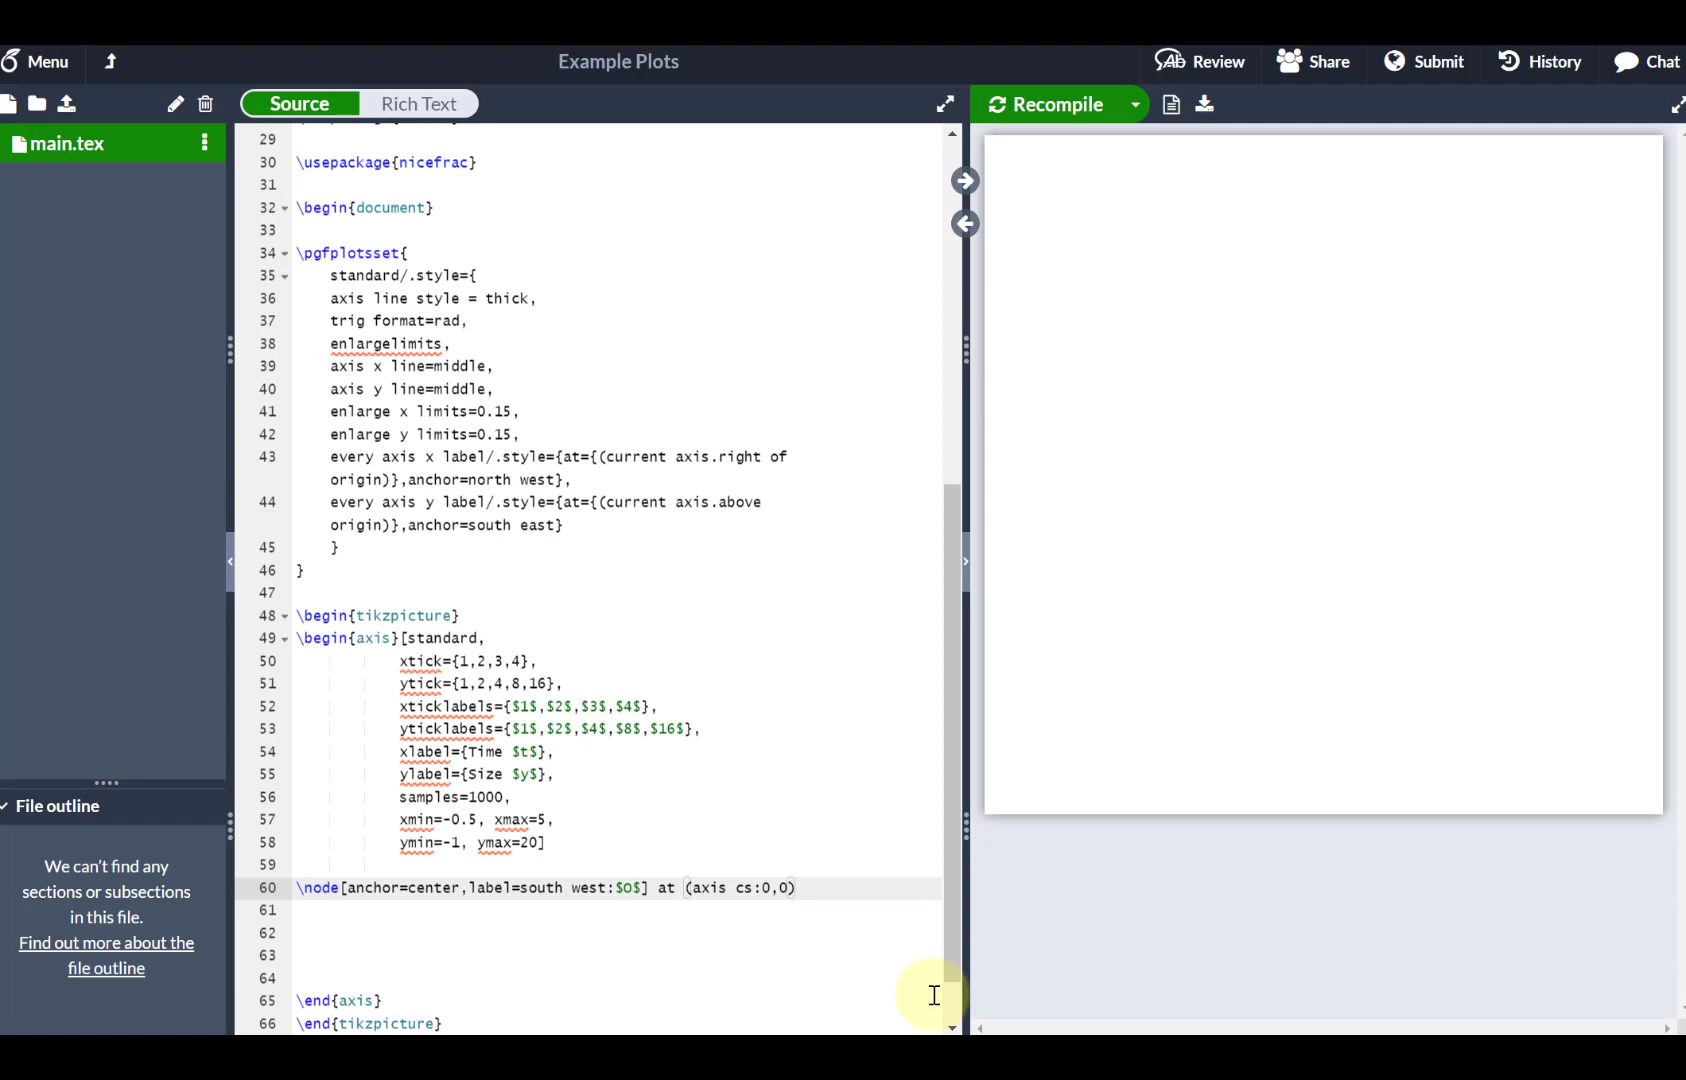 Menu
Example Plots
Review
Share
Submit
History
Chat
Source
Rich Text
Recompile
main.tex
29
30 \usepackage{nicefrac}
31
32 \begin{document}
33
34 \pgfplotsset{
35 standard/.style={
36 axis line style = thick,
37 trig format=rad,
38 enlargelimits,
39 axis x line=middle,
40 axis y line=middle,
41 enlarge x limits=0.15,
42 enlarge y limits=0.15,
43 every axis x label/.style={at={(current axis.right of
origin)},anchor=north west},
44 every axis y label/.style={at={(current axis.above
origin)},anchor=south east}
45 }
46 }
47
48 \begin{tikzpicture}
49 \begin{axis}[standard,
50 xtick={1,2,3,4},
51 ytick={1,2,4,8,16},
52 xticklabels={$1$,$2$,$3$,$4$},
53 yticklabels={$1$,$2$,$4$,$8$,$16$},
54 xlabel={Time $t$},
55 ylabel={Size $y$},
56 samples=1000,
57 xmin=-0.5, xmax=5,
58 ymin=-1, ymax=20]
59
60 \node[anchor=center,label=south west:$O$] at (axis cs:0,0)
61
62
63
64
65 \end{axis}
66 \end{tikzpicture}
File outline
We can't find any
sections or subsections
in this file.
Find out more about the
file outline